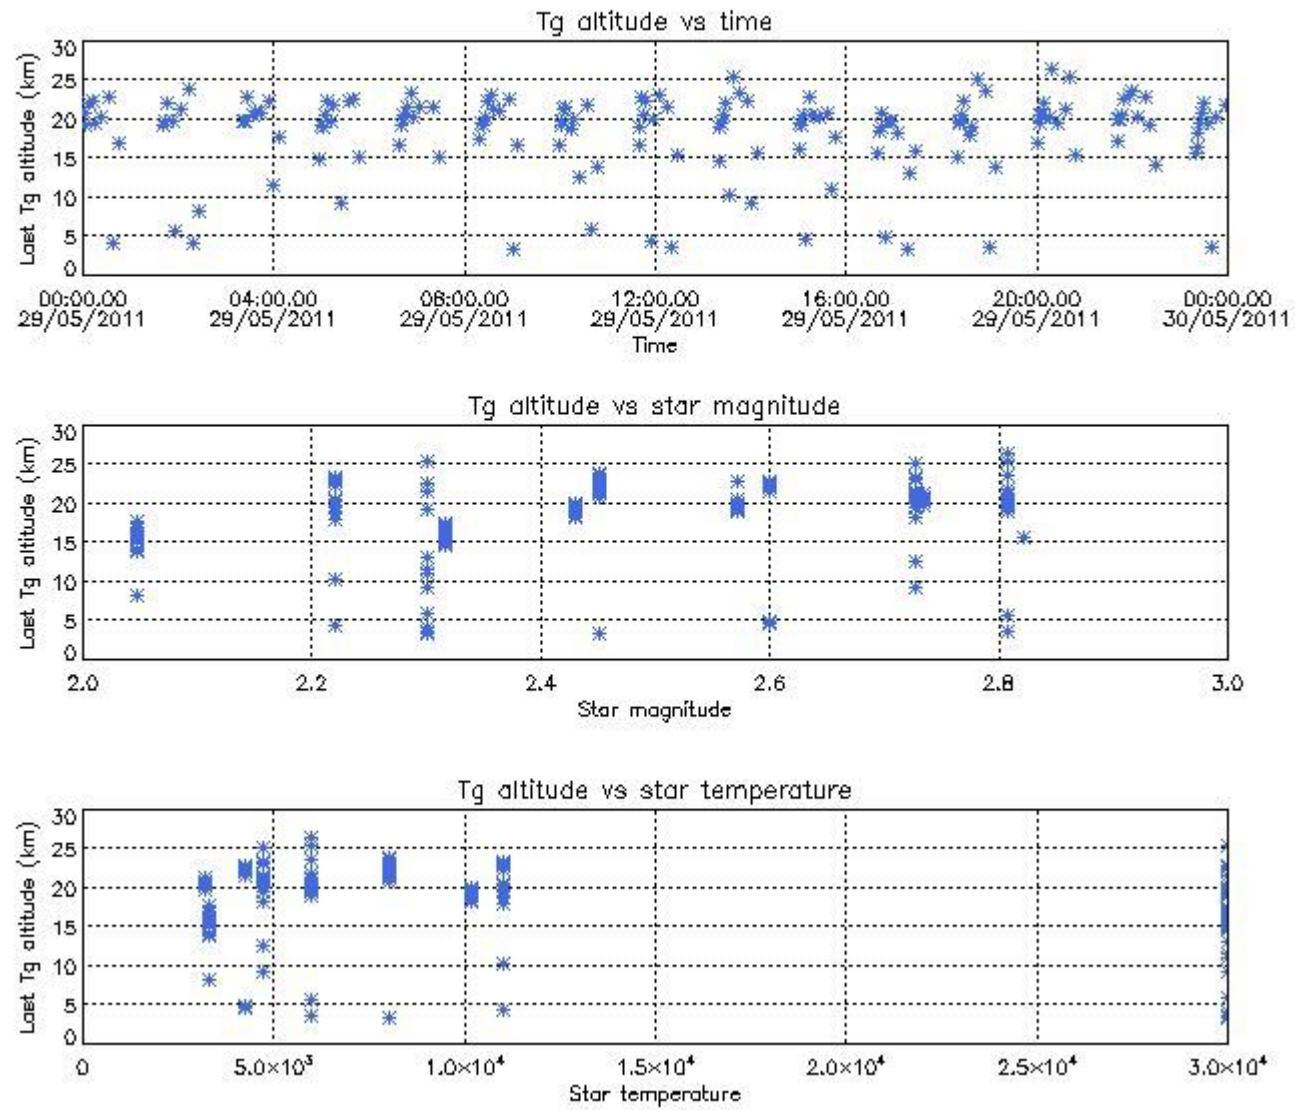 Tg altitude vs time
Last Tg altitude (km)
30
25
20
15
10
5
0
00:00.00 04:00.00 08:00.00 12:00.00 16:00.00 20:00.00 00:00.00
29/05/2011 29/05/2011 29/05/2011 29/05/2011 29/05/2011 29/05/2011 30/05/2011
Time
Tg altitude vs star magnitude
Last Tg altitude (km)
30
25
20
15
10
5
0
2.0 2.2 2.4 2.6 2.8 3.0
Star magnitude
Tg altitude vs star temperature
Last Tg altitude (km)
30
25
20
15
10
5
0
0 5.0×10³ 1.0×10⁴ 1.5×10⁴ 2.0×10⁴ 2.5×10⁴ 3.0×10⁴
Star temperature